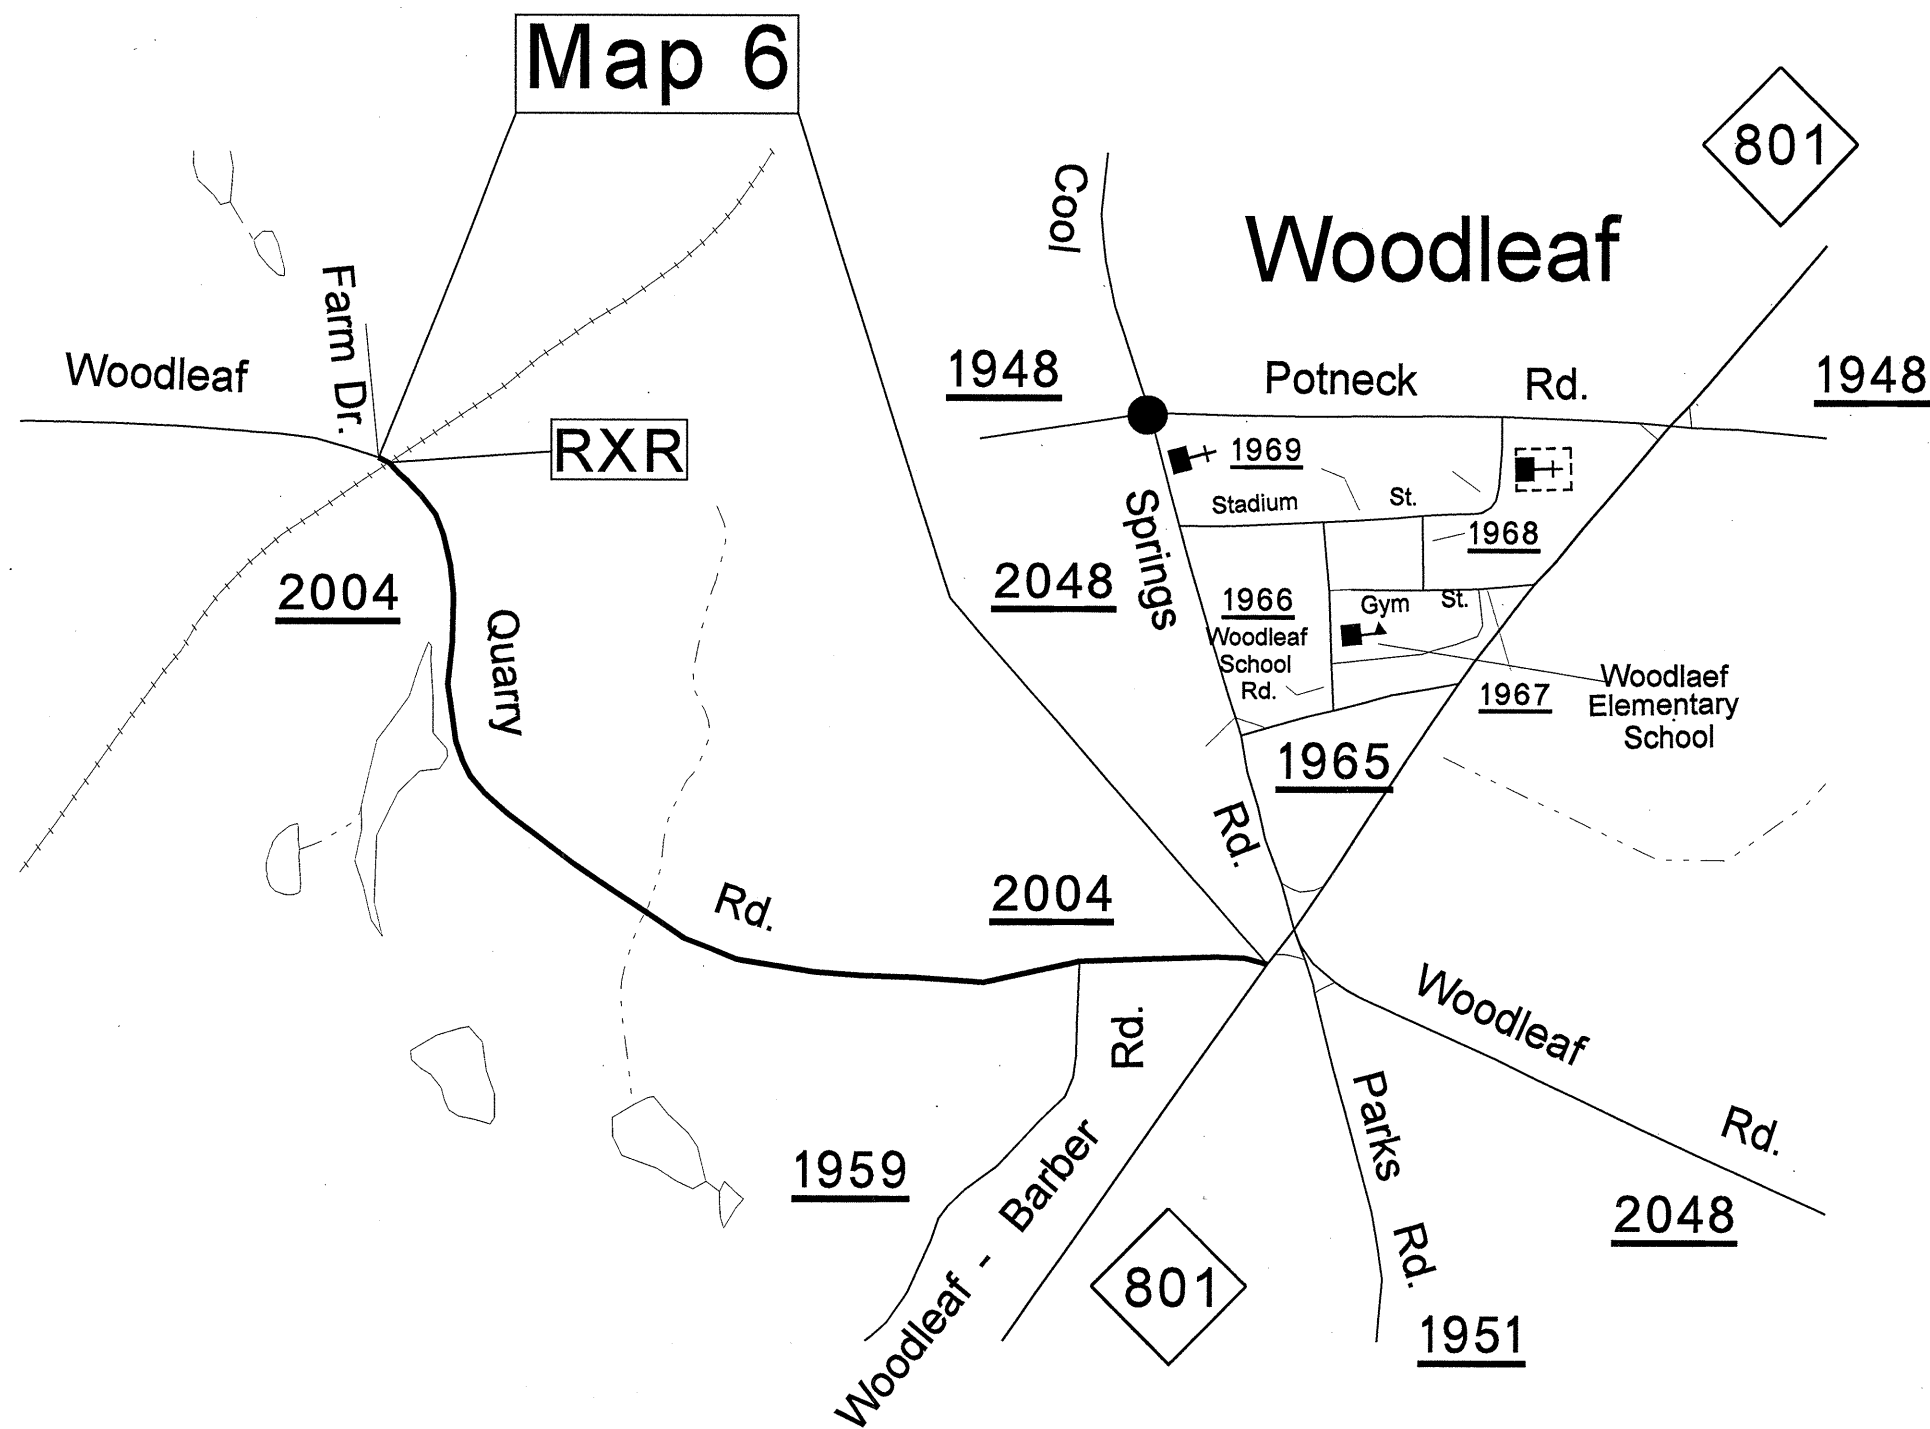 Map 6
801
Cool
Woodleaf
Farm Dr.
Woodleaf
1948
Potneck Rd.
1948
RXR
1969
Springs
Stadium St.
1968
2004
2048
1966
Gym St.
Quarry
Woodleaf
School
Rd.
1967
Woodlaef
Elementary
School
1965
Rd.
Rd.
2004
Woodleaf
Rd.
Rd.
Parks
Rd.
1959
Woodleaf - Barber
2048
801
1951